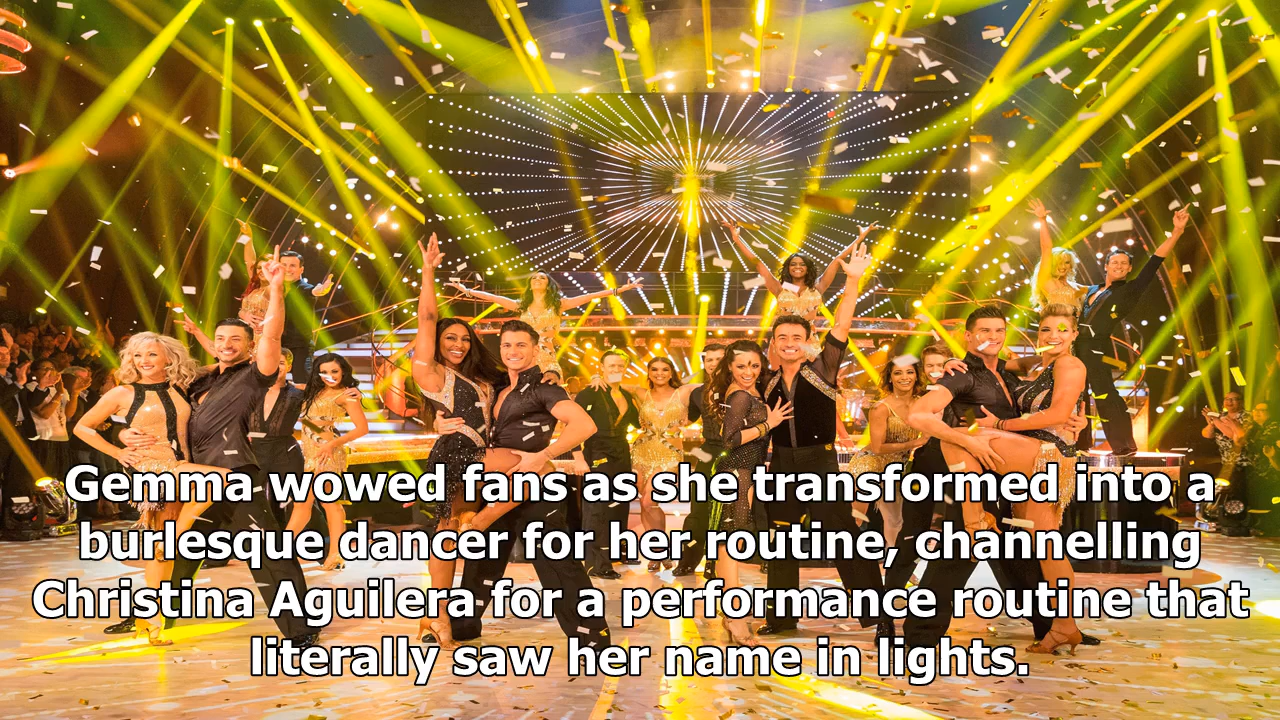 Gemma wowed fans as she transformed into a
burlesque dancer for her routine, channelling
Christina Aguilera for a performance routine that
literally saw her name in lights.